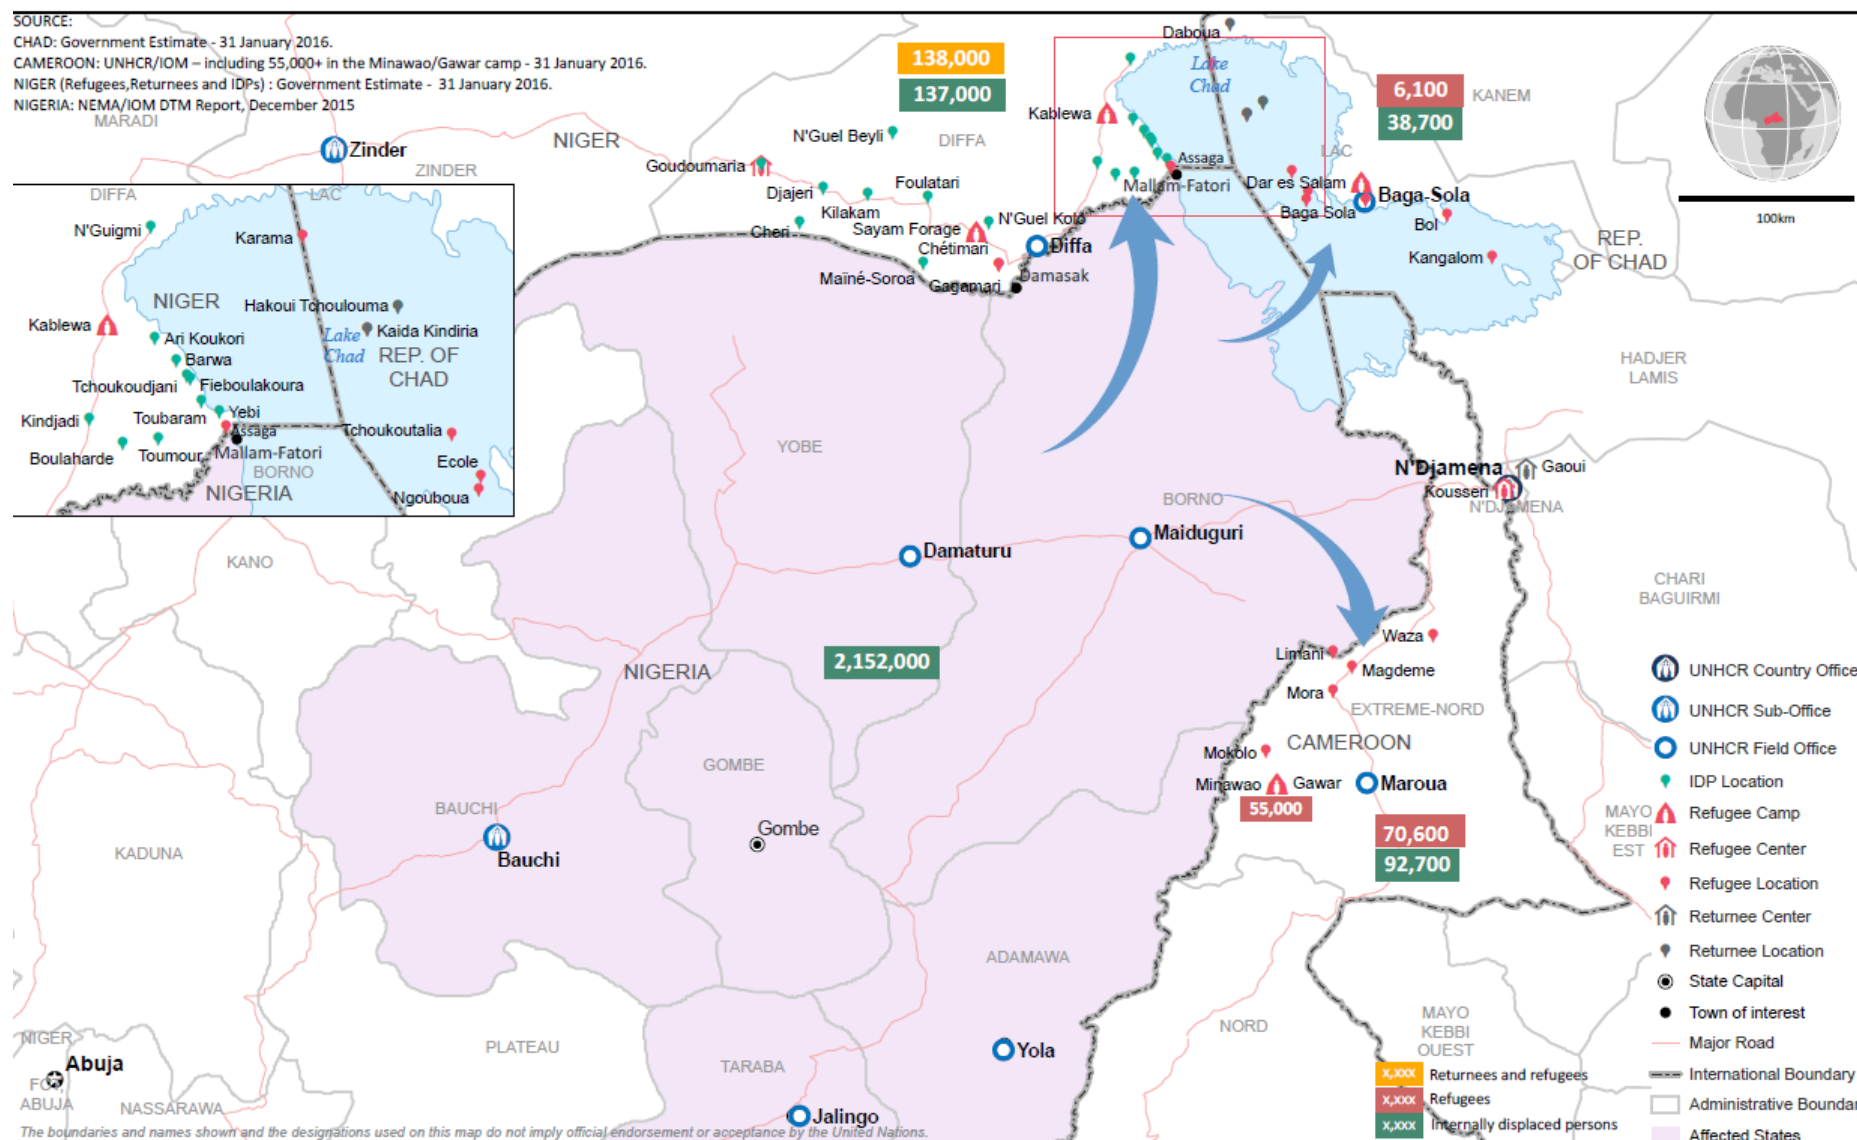 SOURCE:
CHAD: Government Estimate - 31 January 2016.
CAMEROON: UNHCR/IOM – including 55,000+ in the Minawao/Gawar camp - 31 January 2016.
NIGER (Refugees,Returnees and IDPs) : Government Estimate - 31 January 2016.
NIGERIA: NEMA/IOM DTM Report, December 2015
MARADI
Zinder
ZINDER
NIGER
138,000
137,000
N'Guel Beyli
DIFFA
Goudoumaria
Djajeri
Kilakam
Foulatari
Cheri
Sayam Forage
N'Guel Koto
Chétimari
Diffa
Maïné-Soroa
Gagamari
Damasak
Daboua
Lake
Chad
Kablewa
Assaga
Mallam-Fatori
6,100
38,700
KANEM
LAC
Dar es Salam
Baga-Sola
Baga Sola
Bol
Kangalom
REP.
OF CHAD
100km
HADJER
LAMIS
DIFFA
LAC
N'Guigmi
Karama
NIGER
Hakoui Tchoulouma
Kablewa
Kaida Kindiria
Lake
Chad
REP. OF
CHAD
Ari Koukori
Barwa
Tchoukoudjani
Fieboulakoura
Kindjadi
Toubaram
Yebi
Assaga
Tchoukoutalia
Boulaharde
Toumour
Mallam-Fatori
BORNO
Ecole
NIGERIA
Ngouboua
YOBE
BORNO
N'Djamena
Gaoui
Kousseri
N'DJAMENA
KANO
Damaturu
Maiduguri
CHARI
BAGUIRMI
NIGERIA
2,152,000
Waza
Limani
Magdeme
Mora
EXTREME-NORD
CAMEROON
Mokolo
Minawao
Gawar
Maroua
55,000
70,600
92,700
MAYO
KEBBI
EST
GOMBE
BAUCHI
Gombe
Bauchi
KADUNA
ADAMAWA
NORD
MAYO
KEBBI
OUEST
NIGER
Abuja
FCT,
ABUJA
NASSARAWA
PLATEAU
TARABA
Yola
Jalingo
UNHCR Country Office
UNHCR Sub-Office
UNHCR Field Office
IDP Location
Refugee Camp
Refugee Center
Refugee Location
Returnee Center
Returnee Location
State Capital
Town of interest
Major Road
International Boundary
Administrative Boundar
Affected States
x,xxx Returnees and refugees
x,xxx Refugees
x,xxx Internally displaced persons
The boundaries and names shown and the designations used on this map do not imply official endorsement or acceptance by the United Nations.